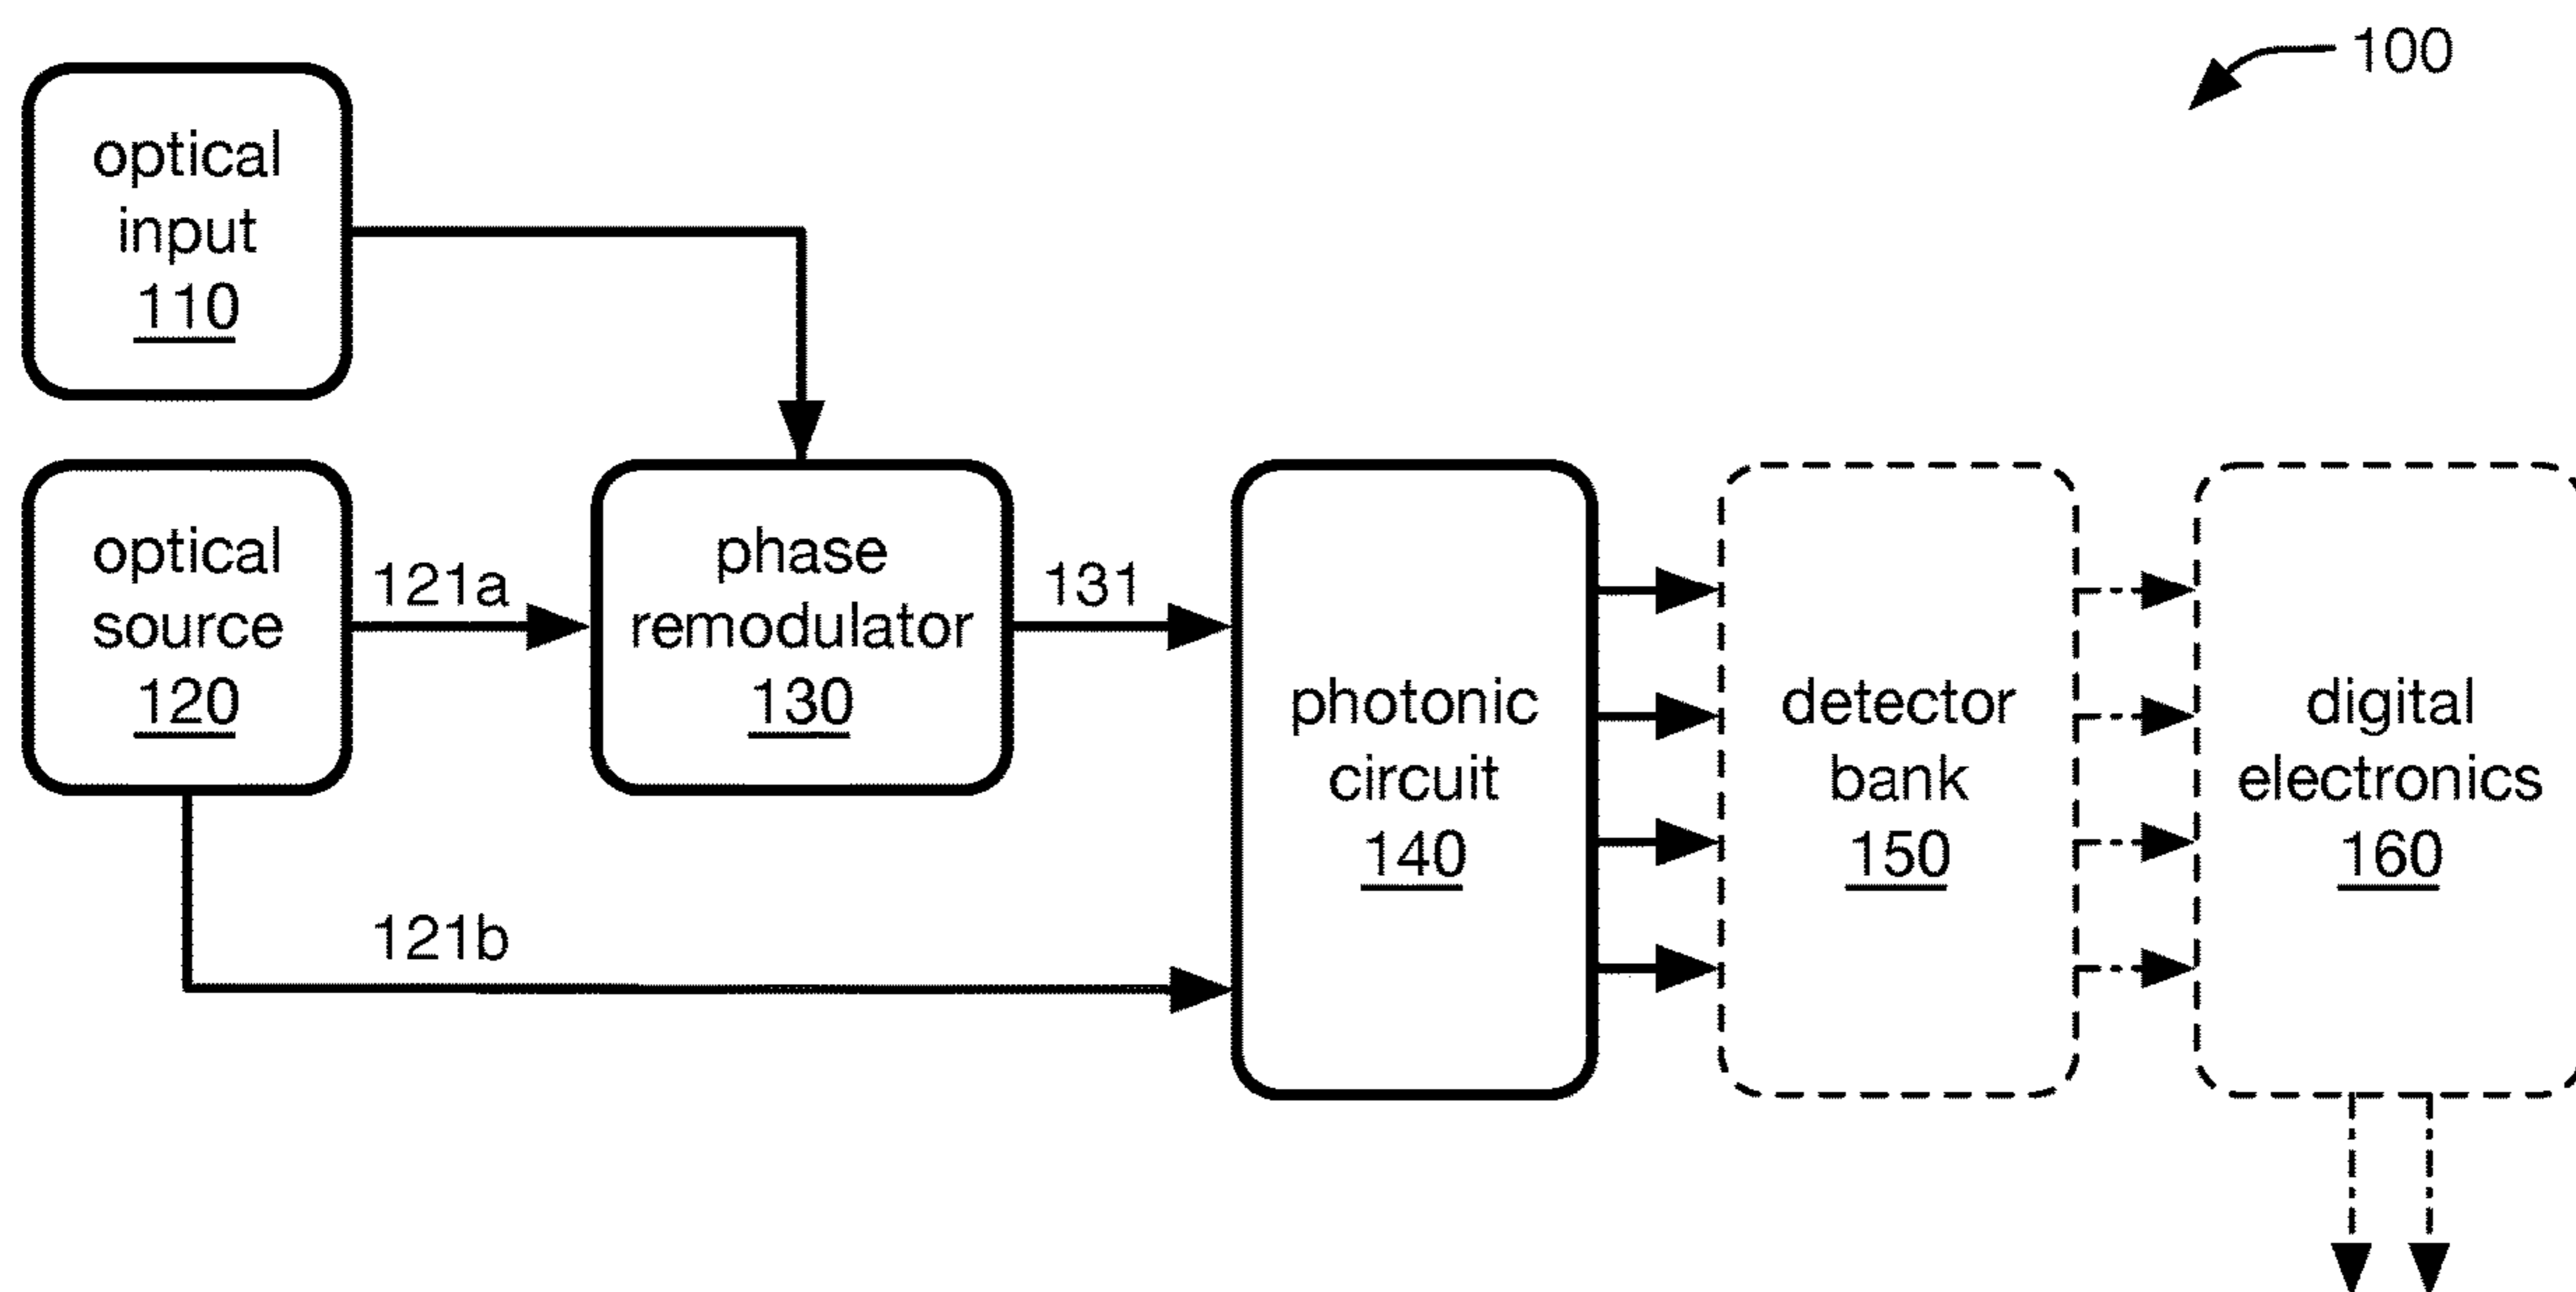 100
optical
input
110
optical
source
120
121a
phase
remodulator
130
131
121b
photonic
circuit
140
detector
bank
150
digital
electronics
160